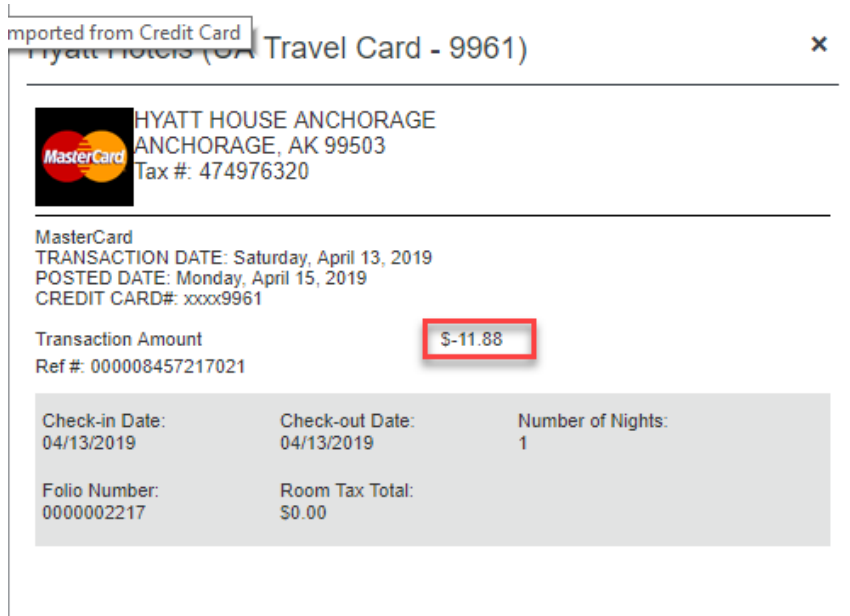 mported from Credit Card
Hyatt Hotels (UA Travel Card - 9961)
×
HYATT HOUSE ANCHORAGE
MasterCard
ANCHORAGE, AK 99503
Tax #: 474976320
MasterCard
TRANSACTION DATE: Saturday, April 13, 2019
POSTED DATE: Monday, April 15, 2019
CREDIT CARD#: xxxx9961
Transaction Amount $-11.88
Ref #: 000008457217021
Check-in Date: Check-out Date: Number of Nights:
04/13/2019 04/13/2019 1
Folio Number: Room Tax Total:
0000002217 $0.00